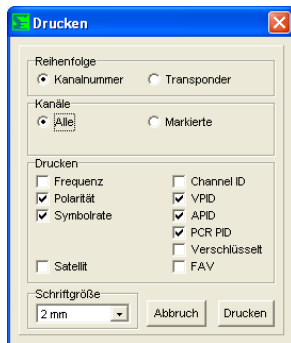 Drucken
Reihenfolge
Kanalnummer Transponder
Kanäle
Alle Markierte
Drucken
Frequenz Channel ID
Polarität VPID
Symbolrate APID
PCR PID
Verschlüsselt
Satellit FAV
Schriftgröße
2 mm Abbruch Drucken